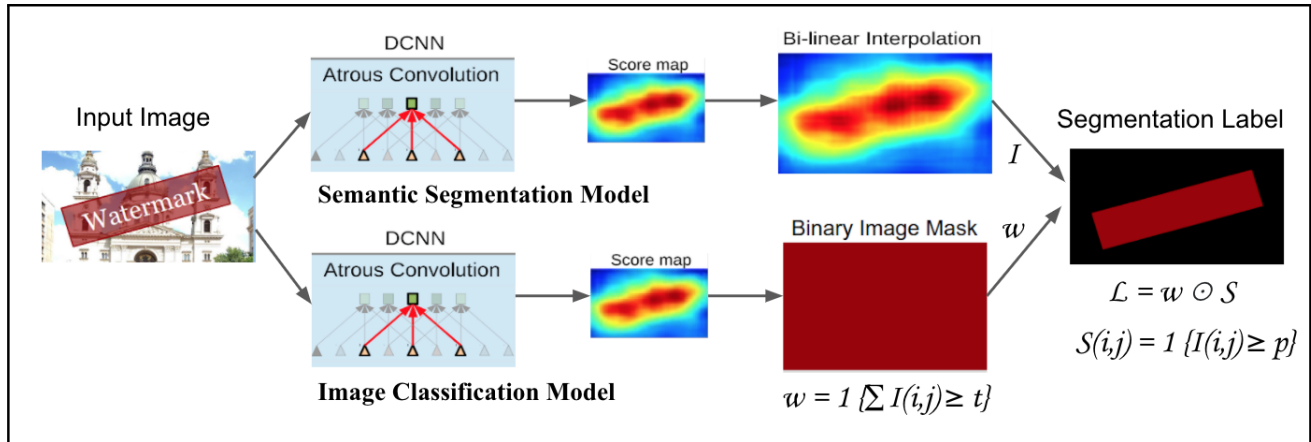 Input Image
Watermark
DCNN
Atrous Convolution
Semantic Segmentation Model
Score map
Bi-linear Interpolation
I
DCNN
Atrous Convolution
Image Classification Model
Score map
Binary Image Mask
w
w = 1 {∑ I(i,j) ≥ t}
Segmentation Label
L = w ⊙ S
S(i,j) = 1 {I(i,j) ≥ p}